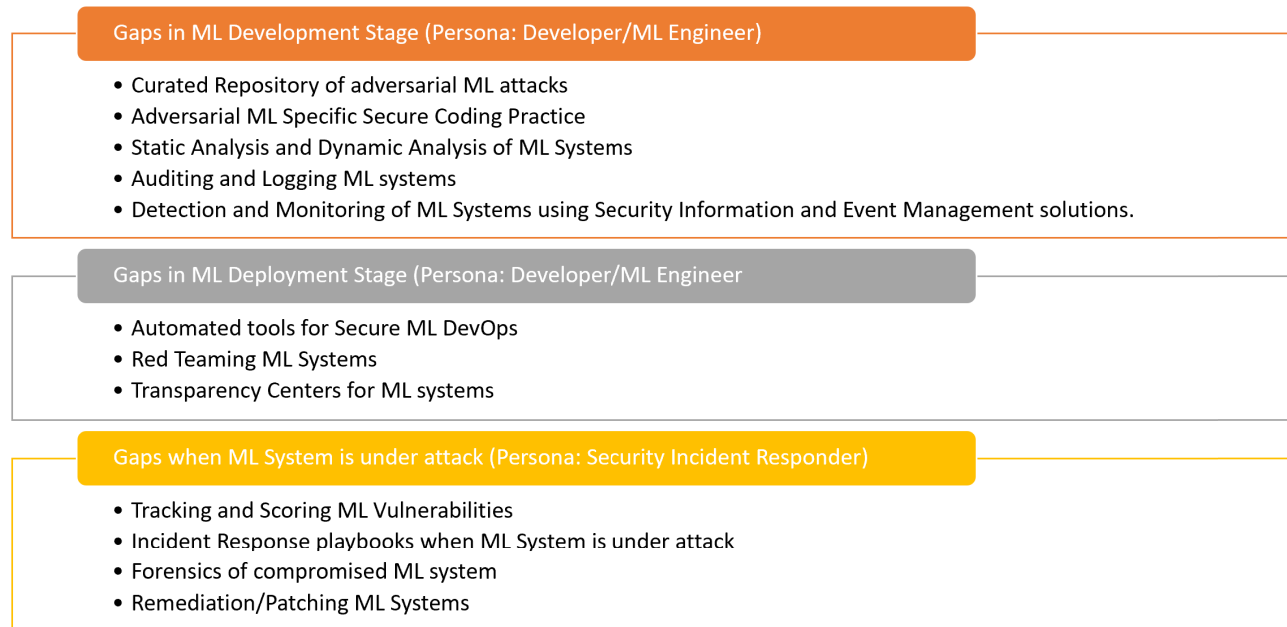 Gaps in ML Development Stage (Persona: Developer/ML Engineer)
• Curated Repository of adversarial ML attacks
• Adversarial ML Specific Secure Coding Practice
• Static Analysis and Dynamic Analysis of ML Systems
• Auditing and Logging ML systems
• Detection and Monitoring of ML Systems using Security Information and Event Management solutions.
Gaps in ML Deployment Stage (Persona: Developer/ML Engineer
• Automated tools for Secure ML DevOps
• Red Teaming ML Systems
• Transparency Centers for ML systems
Gaps when ML System is under attack (Persona: Security Incident Responder)
• Tracking and Scoring ML Vulnerabilities
• Incident Response playbooks when ML System is under attack
• Forensics of compromised ML system
• Remediation/Patching ML Systems